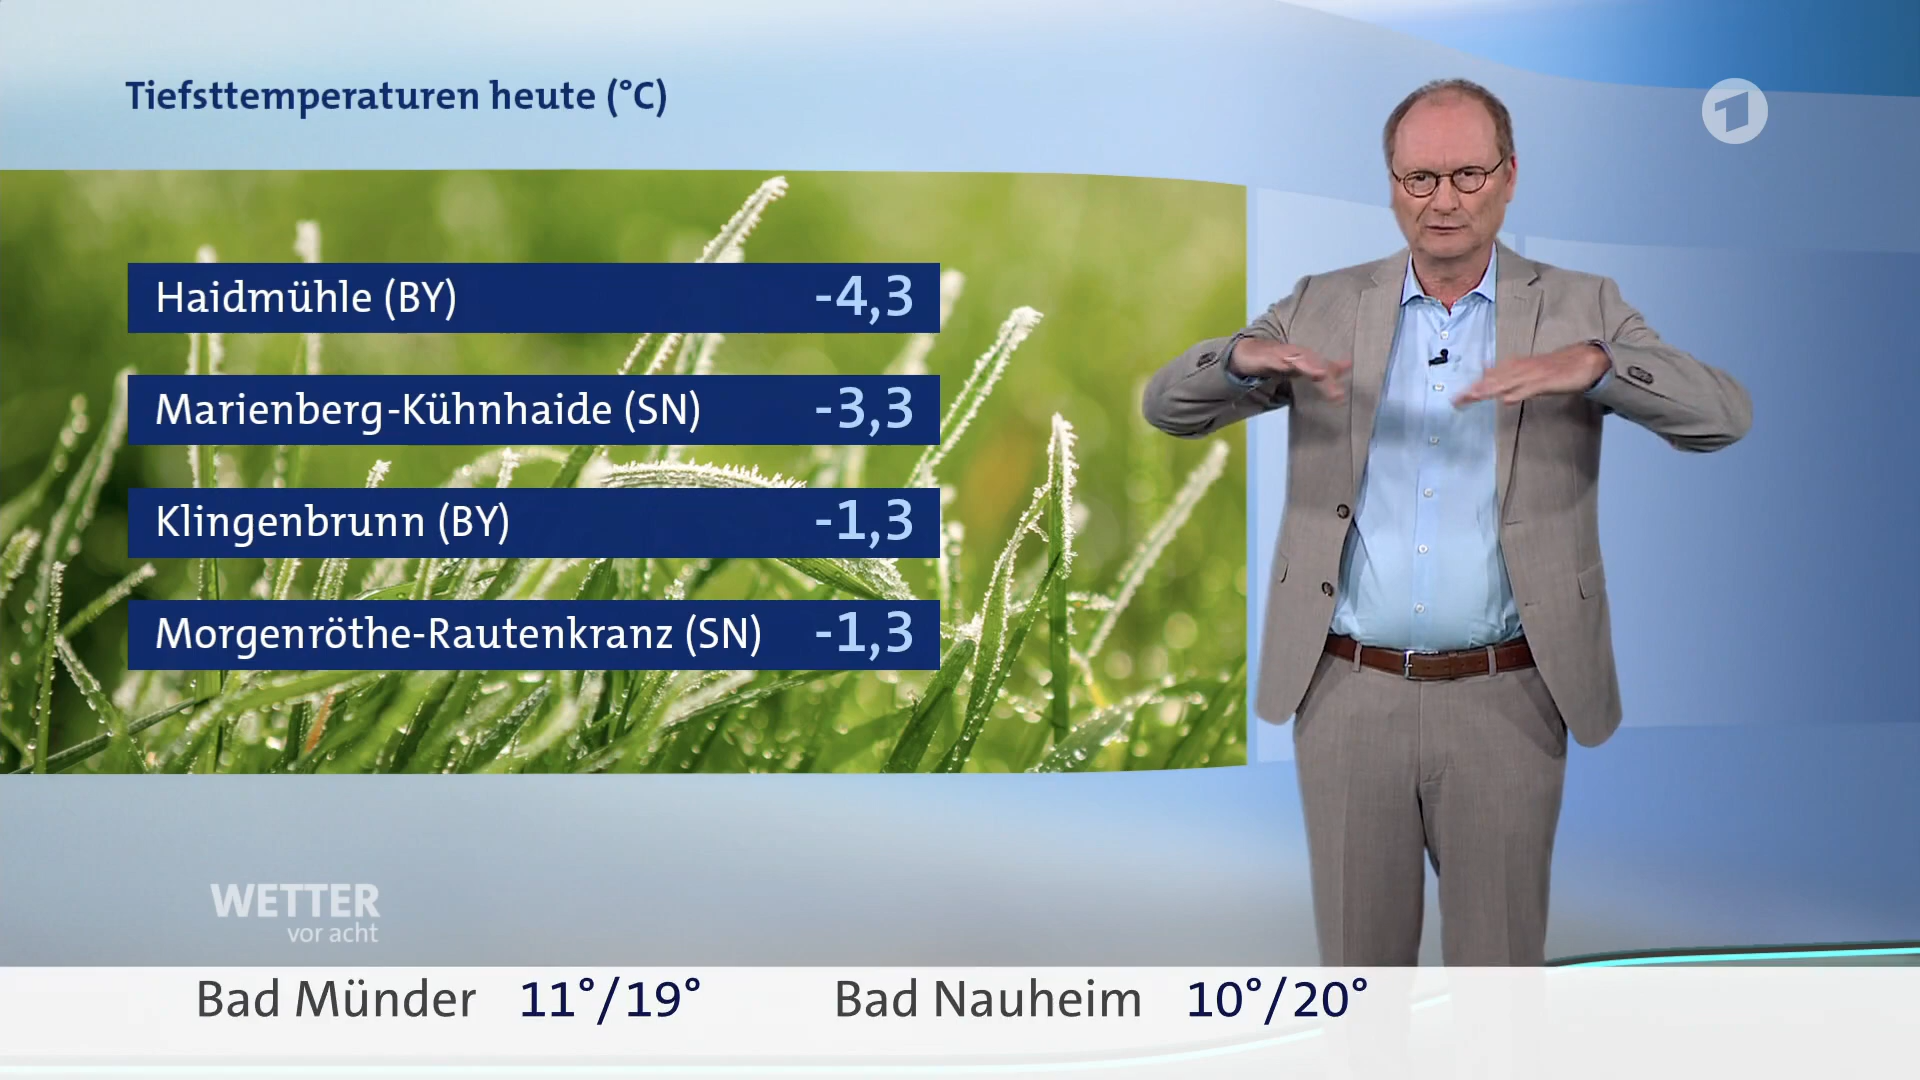 Tiefsttemperaturen heute (°C)
Haidmühle (BY) -4,3
Marienberg-Kühnhaide (SN) -3,3
Klingenbrunn (BY) -1,3
Morgenröthe-Rautenkranz (SN) -1,3
WETTER
vor acht
Bad Münder 11°/19° Bad Nauheim 10°/20°
1